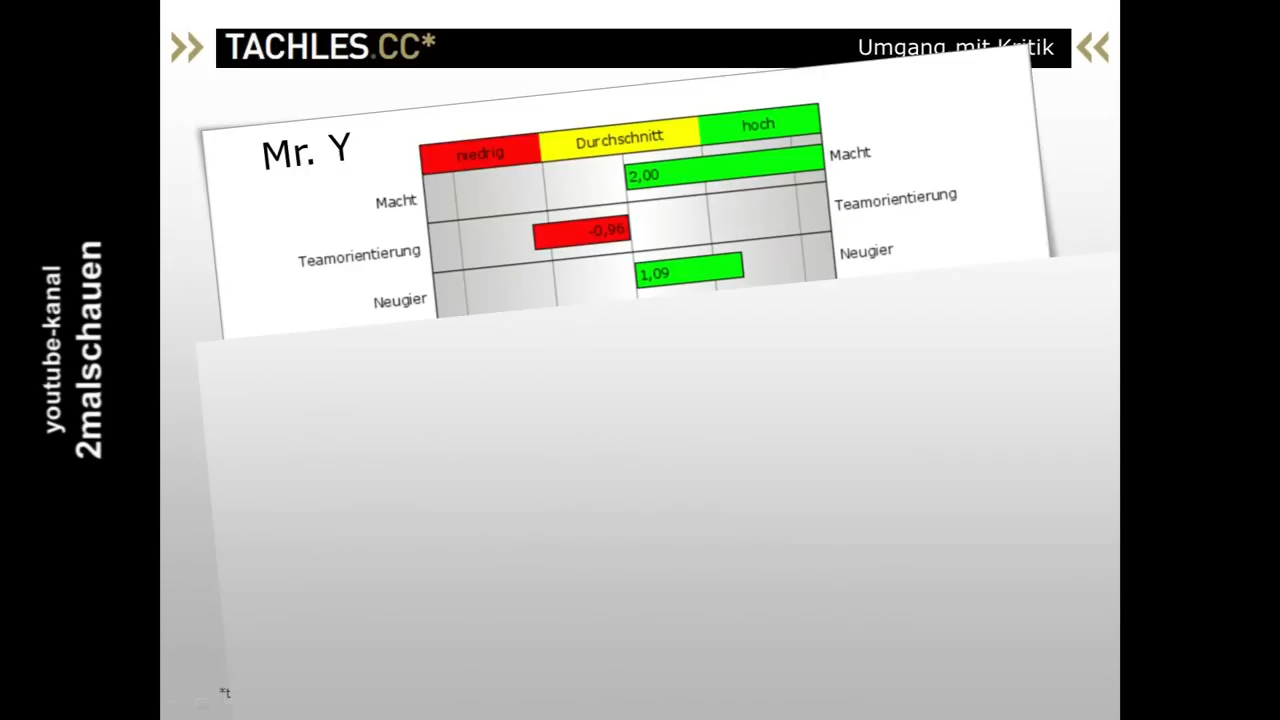 TACHLES.CC*
Umgang mit Kritik
Mr. Y
niedrig Durchschnitt hoch
Macht 2,00 Macht
Teamorientierung -0,96 Teamorientierung
Neugier 1,09 Neugier
youtube-kanal
2malschauen
*t